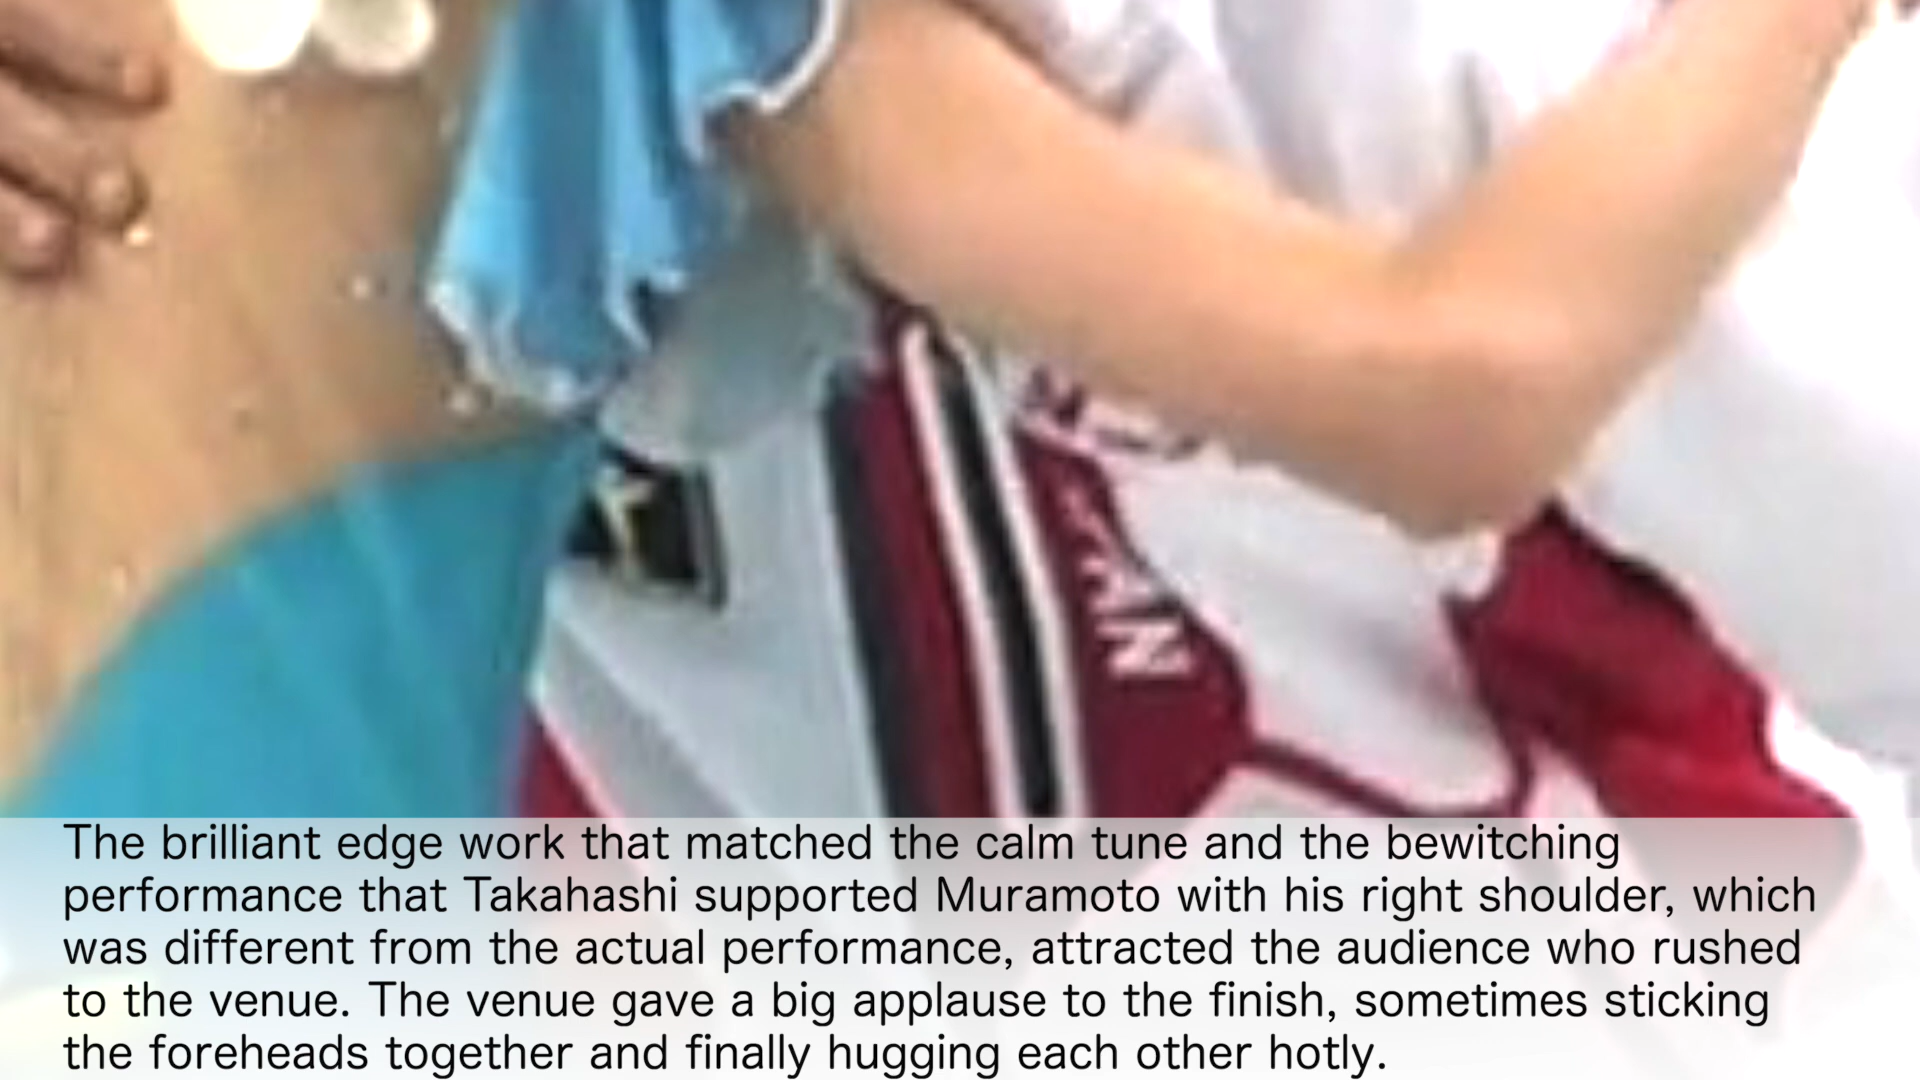 The brilliant edge work that matched the calm tune and the bewitching
performance that Takahashi supported Muramoto with his right shoulder, which
was different from the actual performance, attracted the audience who rushed
to the venue. The venue gave a big applause to the finish, sometimes sticking
the foreheads together and finally hugging each other hotly.